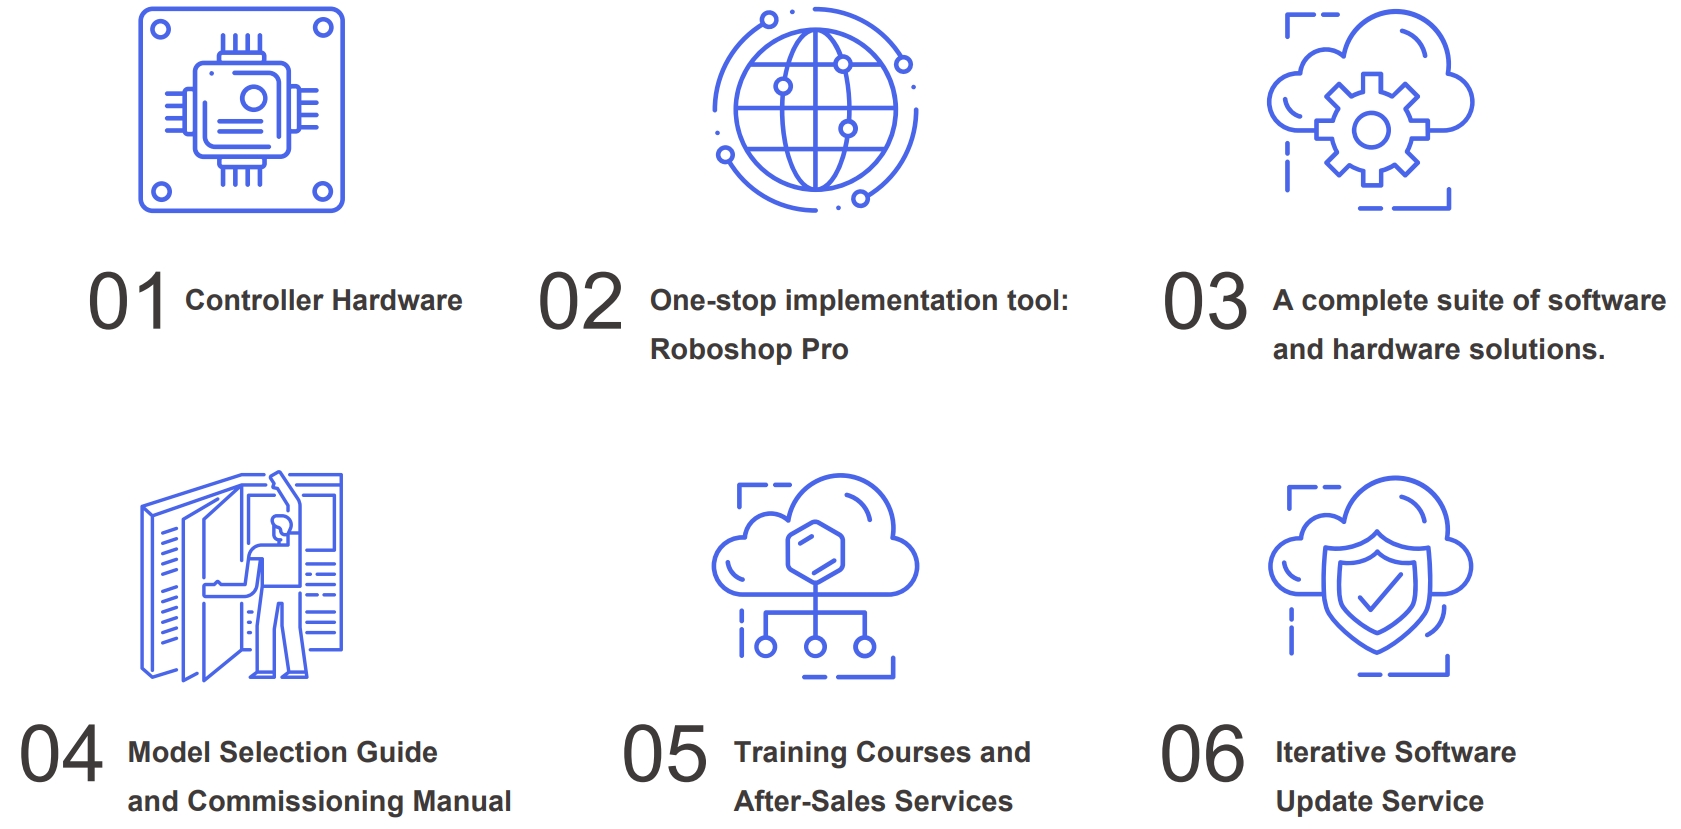 01 Controller Hardware
02 One-stop implementation tool:
Roboshop Pro
03 A complete suite of software
and hardware solutions.
04 Model Selection Guide
and Commissioning Manual
05 Training Courses and
After-Sales Services
06 Iterative Software
Update Service